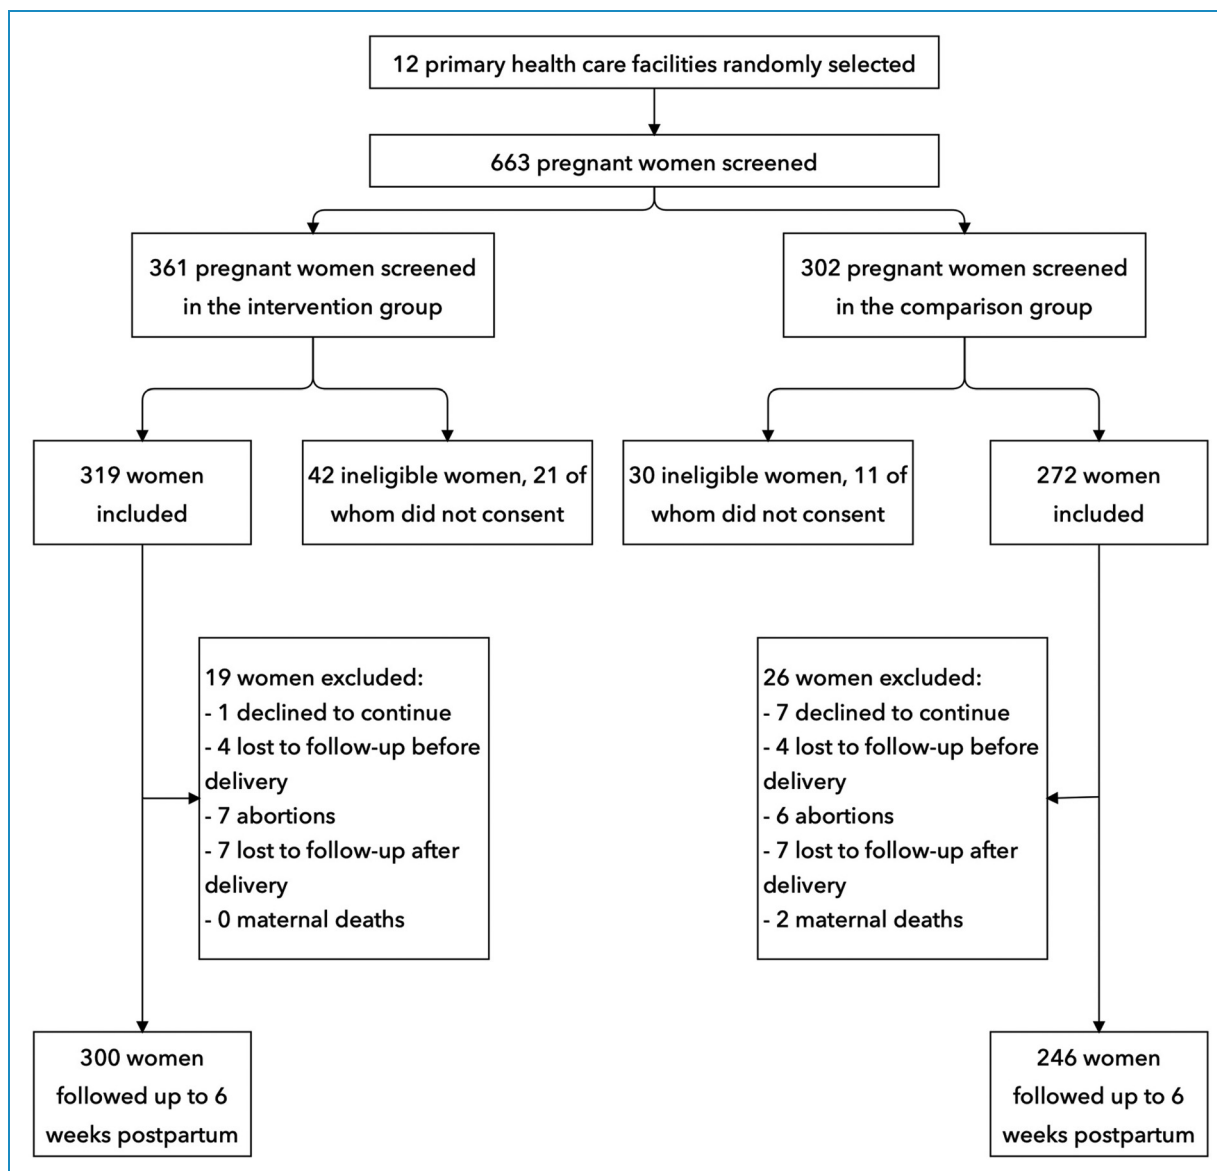 12 primary health care facilities randomly selected
663 pregnant women screened
361 pregnant women screened
in the intervention group
302 pregnant women screened
in the comparison group
319 women
included
42 ineligible women, 21 of
whom did not consent
30 ineligible women, 11 of
whom did not consent
272 women
included
19 women excluded:
- 1 declined to continue
- 4 lost to follow-up before
delivery
- 7 abortions
- 7 lost to follow-up after
delivery
- 0 maternal deaths
26 women excluded:
- 7 declined to continue
- 4 lost to follow-up before
delivery
- 6 abortions
- 7 lost to follow-up after
delivery
- 2 maternal deaths
300 women
followed up to 6
weeks postpartum
246 women
followed up to 6
weeks postpartum